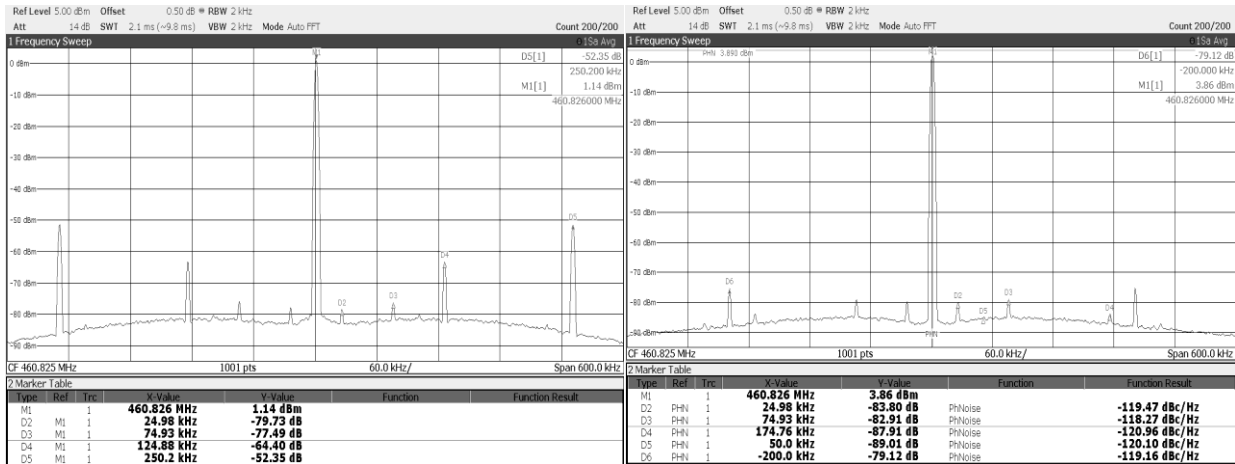 Ref Level 5.00 dBm Offset 0.50 dB RBW 2 kHz
Att 14 dB SWT 2.1 ms (~9.8 ms) VBW 2 kHz Mode Auto FFT Count 200/200
1 Frequency Sweep 1Sa Avg
M1
D5[1] -52.35 dB
250.200 kHz
M1[1] 1.14 dBm
460.826000 MHz
0 dBm
-10 dBm
-20 dBm
-30 dBm
-40 dBm
-50 dBm
-60 dBm
-70 dBm
-80 dBm
-90 dBm
D2
D3
D4
D5
CF 460.825 MHz 1001 pts 60.0 kHz/ Span 600.0 kHz
2 Marker Table
Type Ref Trc X-Value Y-Value Function Function Result
M1 1 460.826 MHz 1.14 dBm
D2 M1 1 24.98 kHz -79.73 dB
D3 M1 1 74.93 kHz -77.49 dB
D4 M1 1 124.88 kHz -64.40 dB
D5 M1 1 250.2 kHz -52.35 dB
Ref Level 5.00 dBm Offset 0.50 dB RBW 2 kHz
Att 14 dB SWT 2.1 ms (~9.8 ms) VBW 2 kHz Mode Auto FFT Count 200/200
1 Frequency Sweep 1Sa Avg
M1
D6[1] -79.12 dB
-200.000 kHz
M1[1] 3.86 dBm
460.826000 MHz
0 dBm
-10 dBm
-20 dBm
-30 dBm
-40 dBm
-50 dBm
-60 dBm
-70 dBm
-80 dBm
-90 dBm
D6
D2
D5
D3
D4
PHN
CF 460.825 MHz 1001 pts 60.0 kHz/ Span 600.0 kHz
2 Marker Table
Type Ref Trc X-Value Y-Value Function Function Result
M1 1 460.826 MHz 3.86 dBm
D2 PHN 1 24.98 kHz -83.80 dB PhNoise -119.47 dBc/Hz
D3 PHN 1 74.93 kHz -82.91 dB PhNoise -118.27 dBc/Hz
D4 PHN 1 174.76 kHz -87.91 dB PhNoise -120.96 dBc/Hz
D5 PHN 1 50.0 kHz -89.01 dB PhNoise -120.10 dBc/Hz
D6 PHN 1 -200.0 kHz -79.12 dB PhNoise -119.16 dBc/Hz